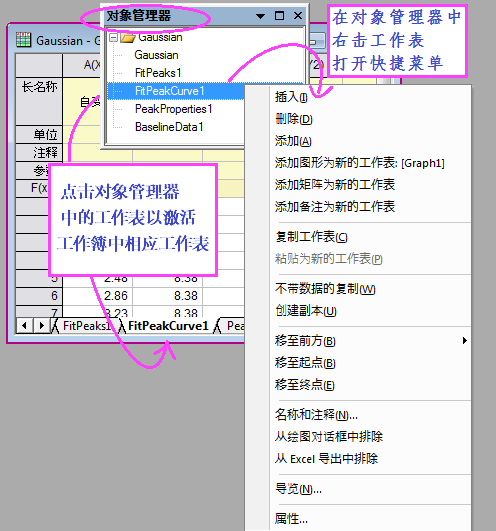 对象管理器
在对象管理器中
右击工作表
打开快捷菜单
Gaussian - G
Gaussian
Gaussian
FitPeaks1
FitPeakCurve1
PeakProperties1
BaselineData1
A(X
长名称
自变
单位
注释
参
F(x
点击对象管理器
中的工作表以激活
工作簿中相应工作表
5 2.48 8.38
6 2.86 8.38
7 3.23 8.38
FitPeaks1 FitPeakCurve1 Pea
插入(I)
删除(D)
添加(A)
添加图形为新的工作表: [Graph1]
添加矩阵为新的工作表
添加备注为新的工作表
复制工作表(C)
粘贴为新的工作表(P)
不带数据的复制(W)
创建副本(U)
移至前方(B)
移至起点(B)
移至终点(E)
名称和注释(N)...
从绘图对话框中排除
从 Excel 导出中排除
导览(N)...
属性...